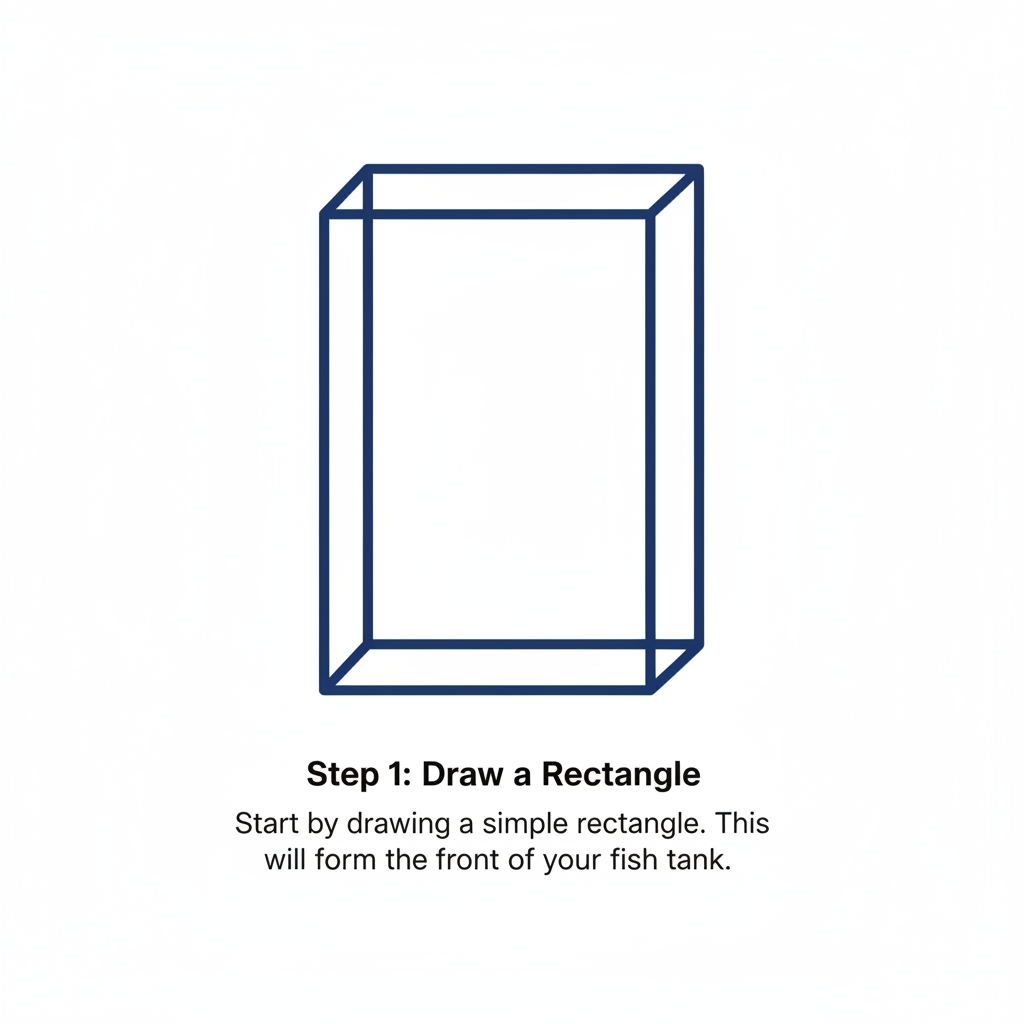 Step 1: Draw a Rectangle
Start by drawing a simple rectangle. This
will form the front of your fish tank.